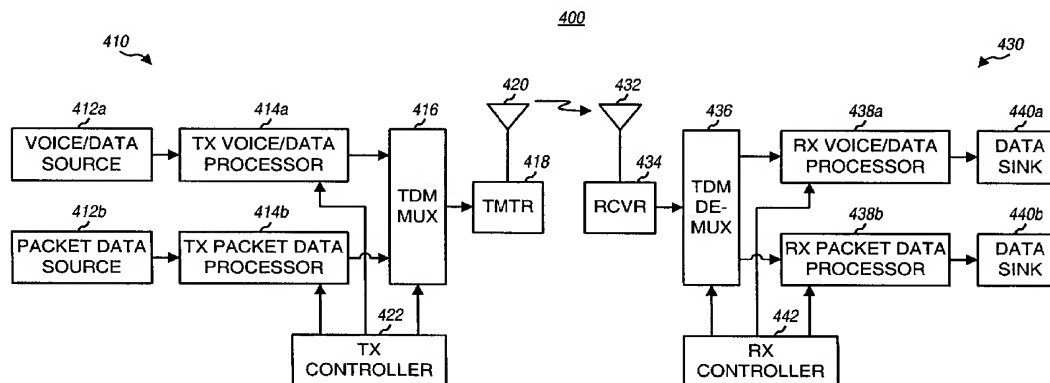 400
410
430
412a
VOICE/DATA
SOURCE
414a
TX VOICE/DATA
PROCESSOR
416
TDM
MUX
420
418
TMTR
432
434
RCVR
436
TDM
DE-
MUX
438a
RX VOICE/DATA
PROCESSOR
440a
DATA
SINK
412b
PACKET DATA
SOURCE
414b
TX PACKET DATA
PROCESSOR
438b
RX PACKET DATA
PROCESSOR
440b
DATA
SINK
422
TX
CONTROLLER
442
RX
CONTROLLER